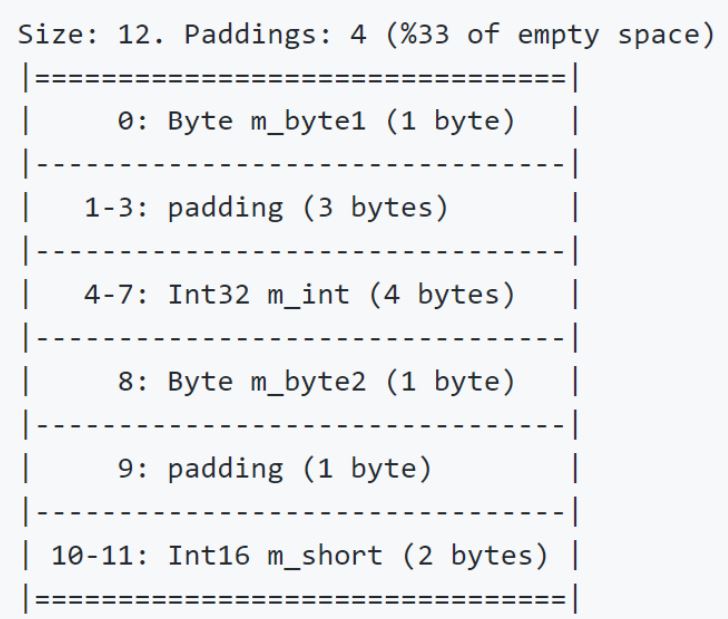 Size: 12. Paddings: 4 (%33 of empty space)
|================================|
|     0: Byte m_byte1 (1 byte)   |
|--------------------------------|
|   1-3: padding (3 bytes)       |
|--------------------------------|
|   4-7: Int32 m_int (4 bytes)   |
|--------------------------------|
|     8: Byte m_byte2 (1 byte)   |
|--------------------------------|
|     9: padding (1 byte)        |
|--------------------------------|
| 10-11: Int16 m_short (2 bytes) |
|================================|